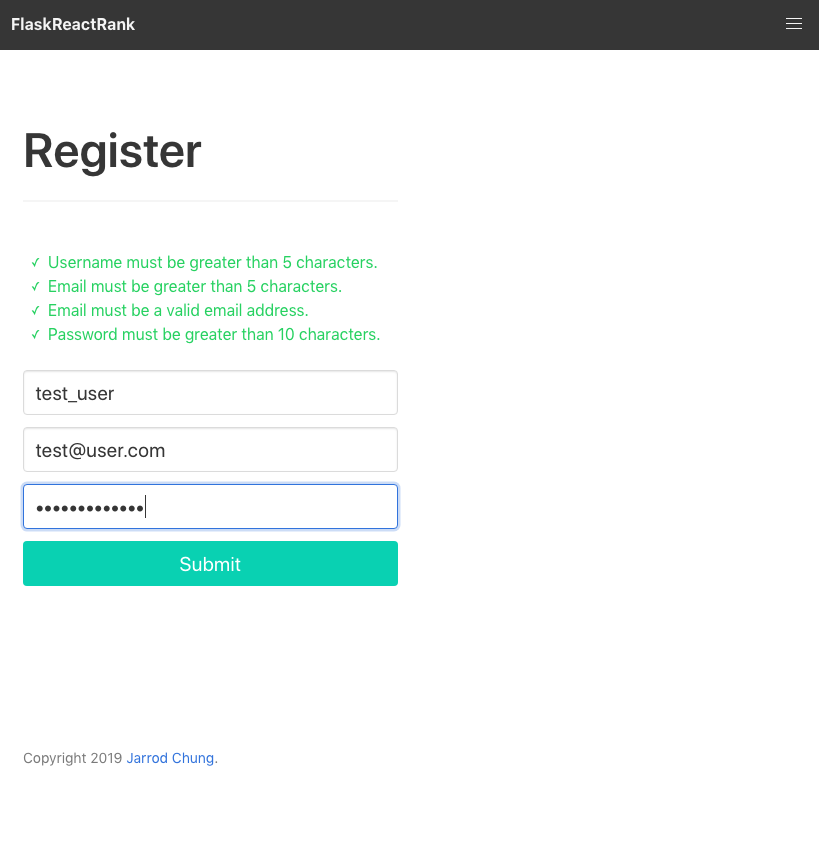 FlaskReactRank
Register
✓ Username must be greater than 5 characters.
✓ Email must be greater than 5 characters.
✓ Email must be a valid email address.
✓ Password must be greater than 10 characters.
test_user
test@user.com
•••••••••••••
Submit
Copyright 2019 Jarrod Chung.